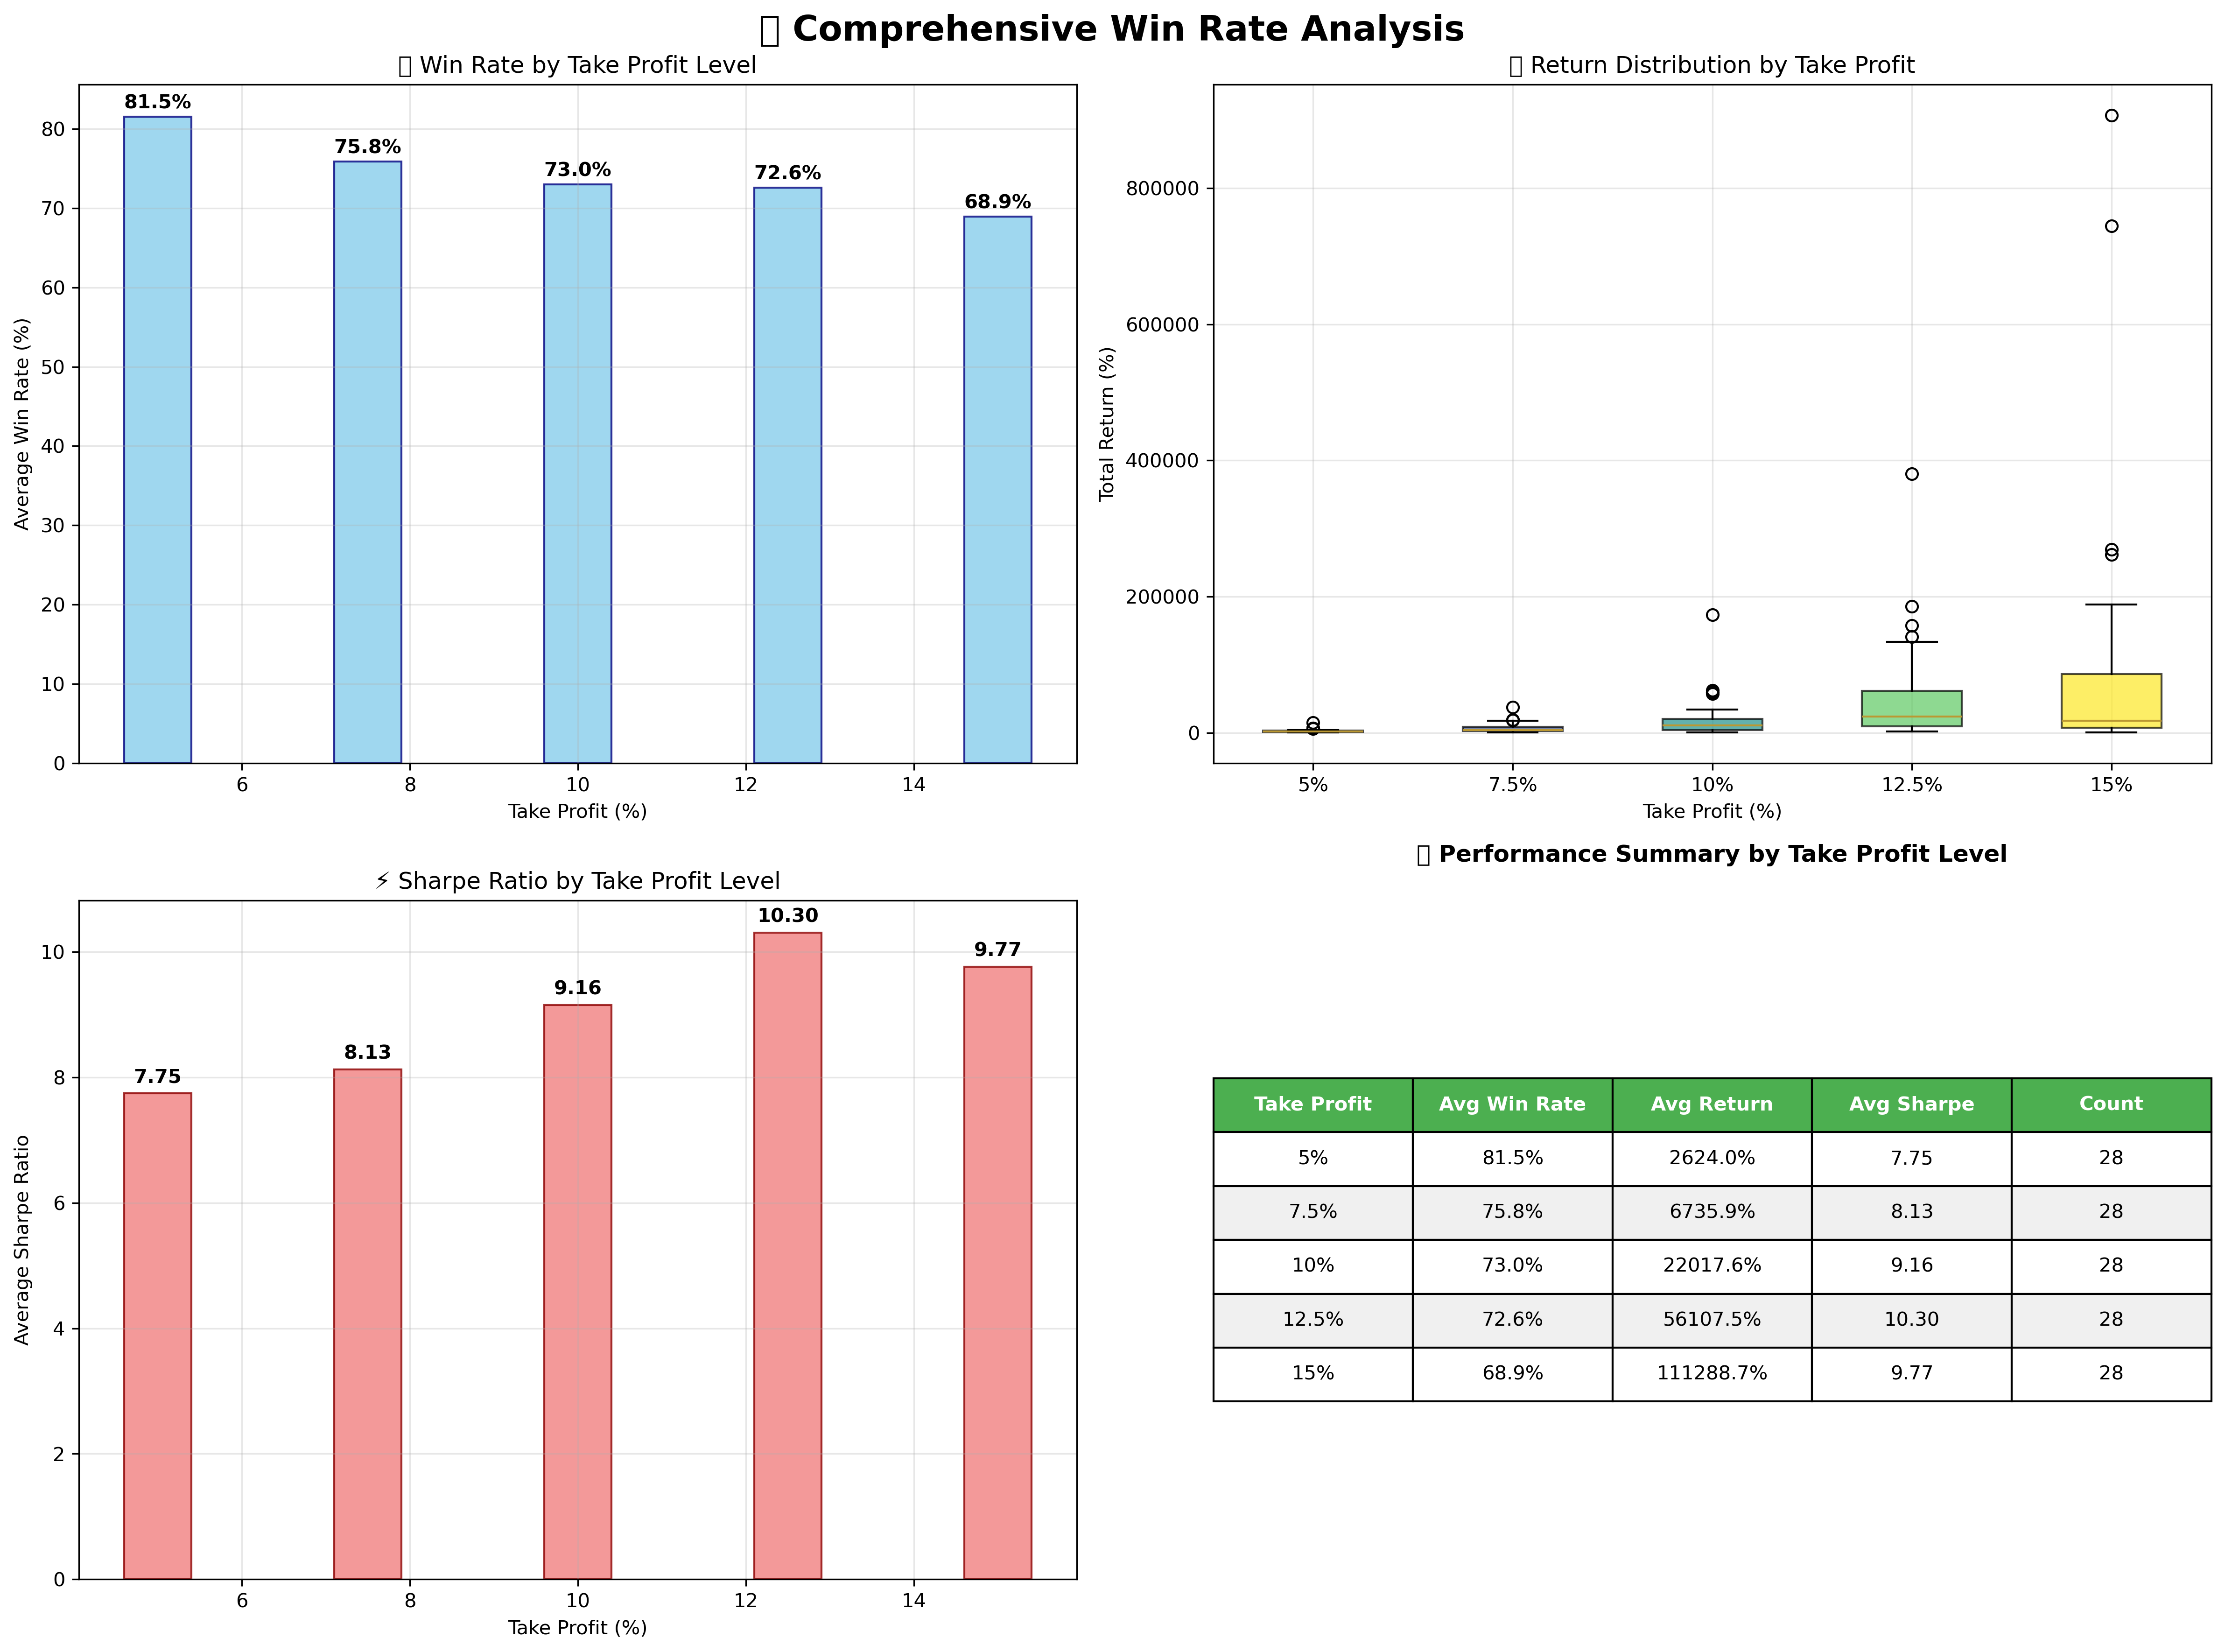 Comprehensive Win Rate Analysis
Win Rate by Take Profit Level
81.5%
75.8%
73.0%
72.6%
68.9%
80
70
60
50
40
30
20
10
0
Average Win Rate (%)
6 8 10 12 14
Take Profit (%)
Return Distribution by Take Profit
800000
600000
400000
200000
0
Total Return (%)
5% 7.5% 10% 12.5% 15%
Take Profit (%)
⚡ Sharpe Ratio by Take Profit Level
7.75
8.13
9.16
10.30
9.77
10
8
6
4
2
0
Average Sharpe Ratio
6 8 10 12 14
Take Profit (%)
Performance Summary by Take Profit Level
Take Profit Avg Win Rate Avg Return Avg Sharpe Count
5% 81.5% 2624.0% 7.75 28
7.5% 75.8% 6735.9% 8.13 28
10% 73.0% 22017.6% 9.16 28
12.5% 72.6% 56107.5% 10.30 28
15% 68.9% 111288.7% 9.77 28